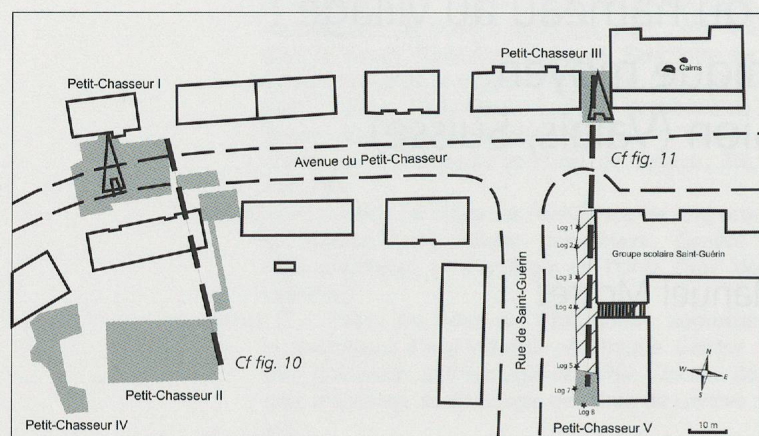 Petit-Chasseur III
Petit-Chasseur I
Cairns
Avenue du Petit-Chasseur
Cf fig. 11
Log 1
Log 2
Groupe scolaire Saint-Guérin
Log 3
Log 4
Rue de Saint-Guérin
Cf fig. 10
Log 5
N
W E
S
Log 7
Petit-Chasseur II
Log 8
10 m
Petit-Chasseur IV
Petit-Chasseur V